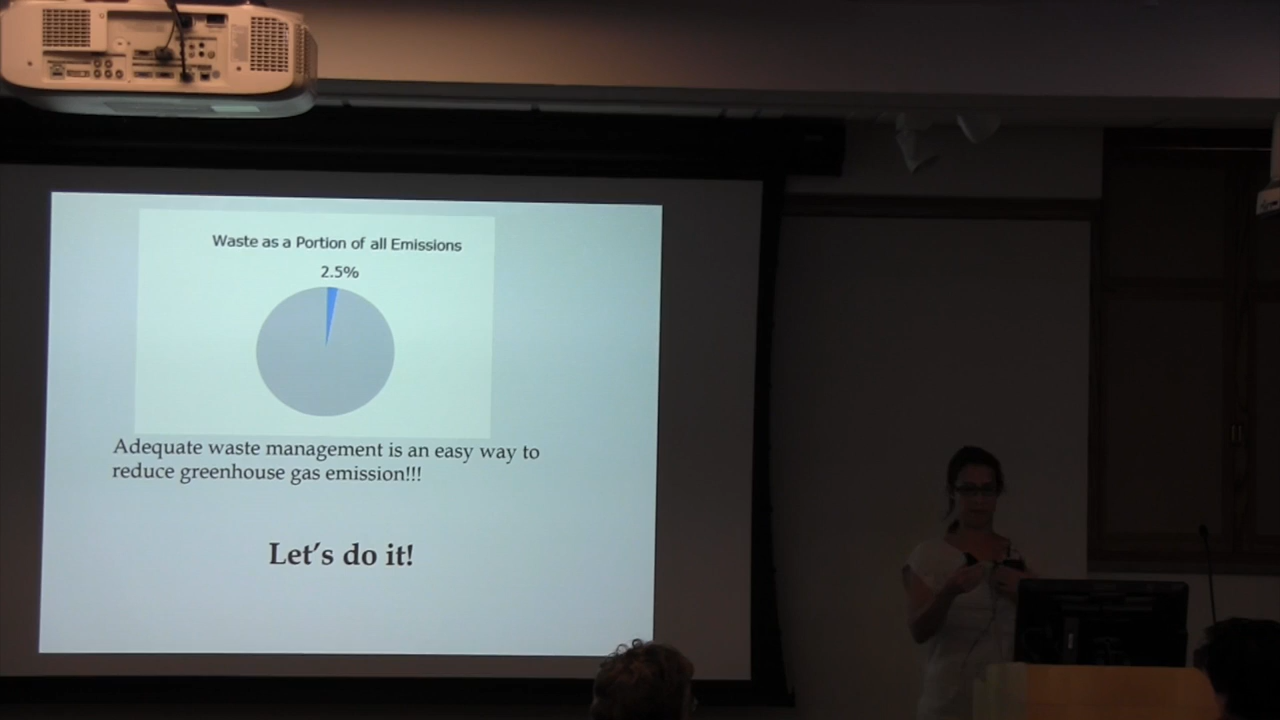 Waste as a Portion of all Emissions
2.5%
Adequate waste management is an easy way to
reduce greenhouse gas emission!!!
Let's do it!